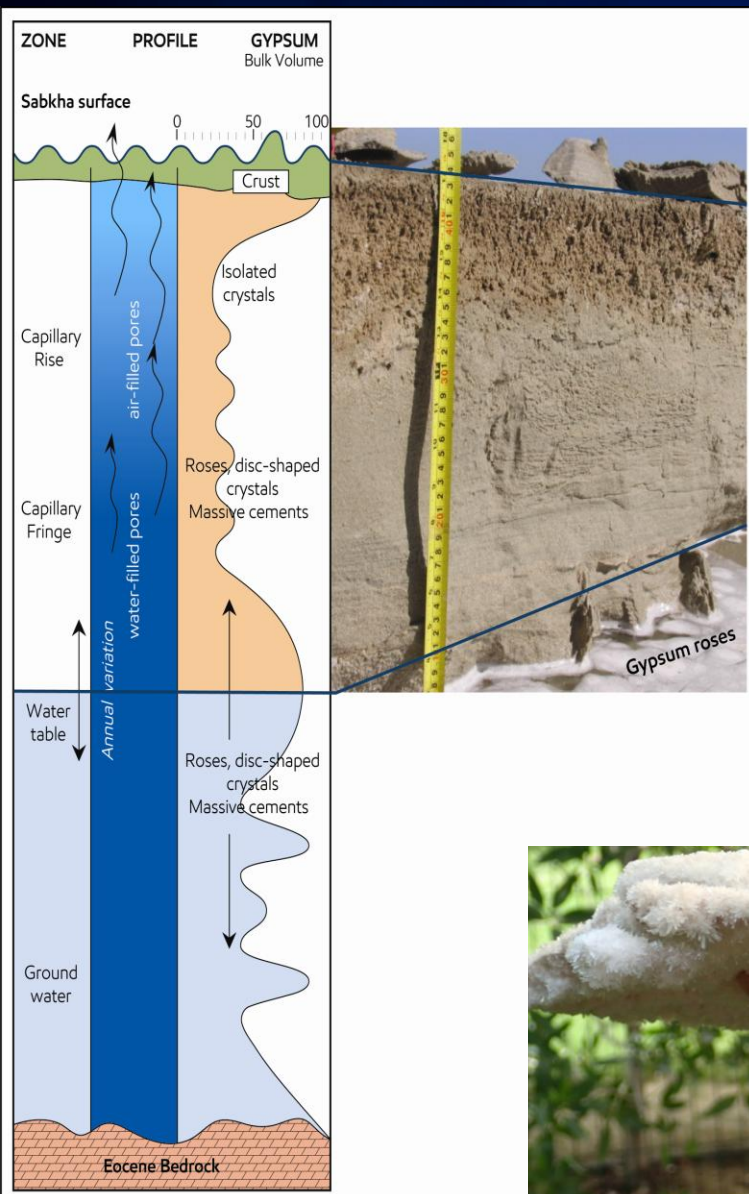 ZONE PROFILE GYPSUM
Bulk Volume
Sabkha surface
0 50 100
Crust
Isolated
crystals
Capillary
Rise
air-filled pores
Roses, disc-shaped
crystals
Massive cements
Capillary
Fringe
water-filled pores
Annual variation
Water
table
Roses, disc-shaped
crystals
Massive cements
Ground
water
Eocene Bedrock
Gypsum roses